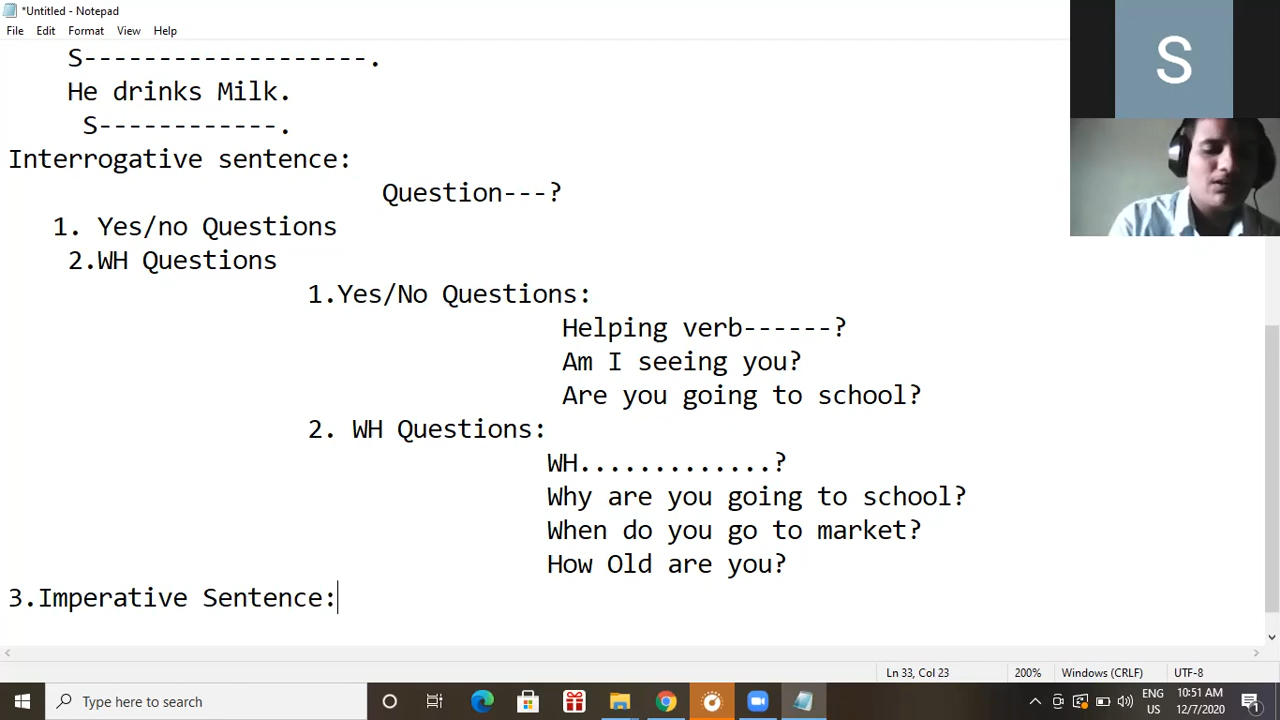 *Untitled - Notepad
File Edit Format View Help
S-------------------.
He drinks Milk.
S------------.
Interrogative sentence:
Question---?
1. Yes/no Questions
2.WH Questions
1.Yes/No Questions:
Helping verb------?
Am I seeing you?
Are you going to school?
2. WH Questions:
WH.............?
Why are you going to school?
When do you go to market?
How Old are you?
3.Imperative Sentence:
S
Ln 33, Col 23 200% Windows (CRLF) UTF-8
Type here to search
ENG
US
10:51 AM
12/7/2020
1